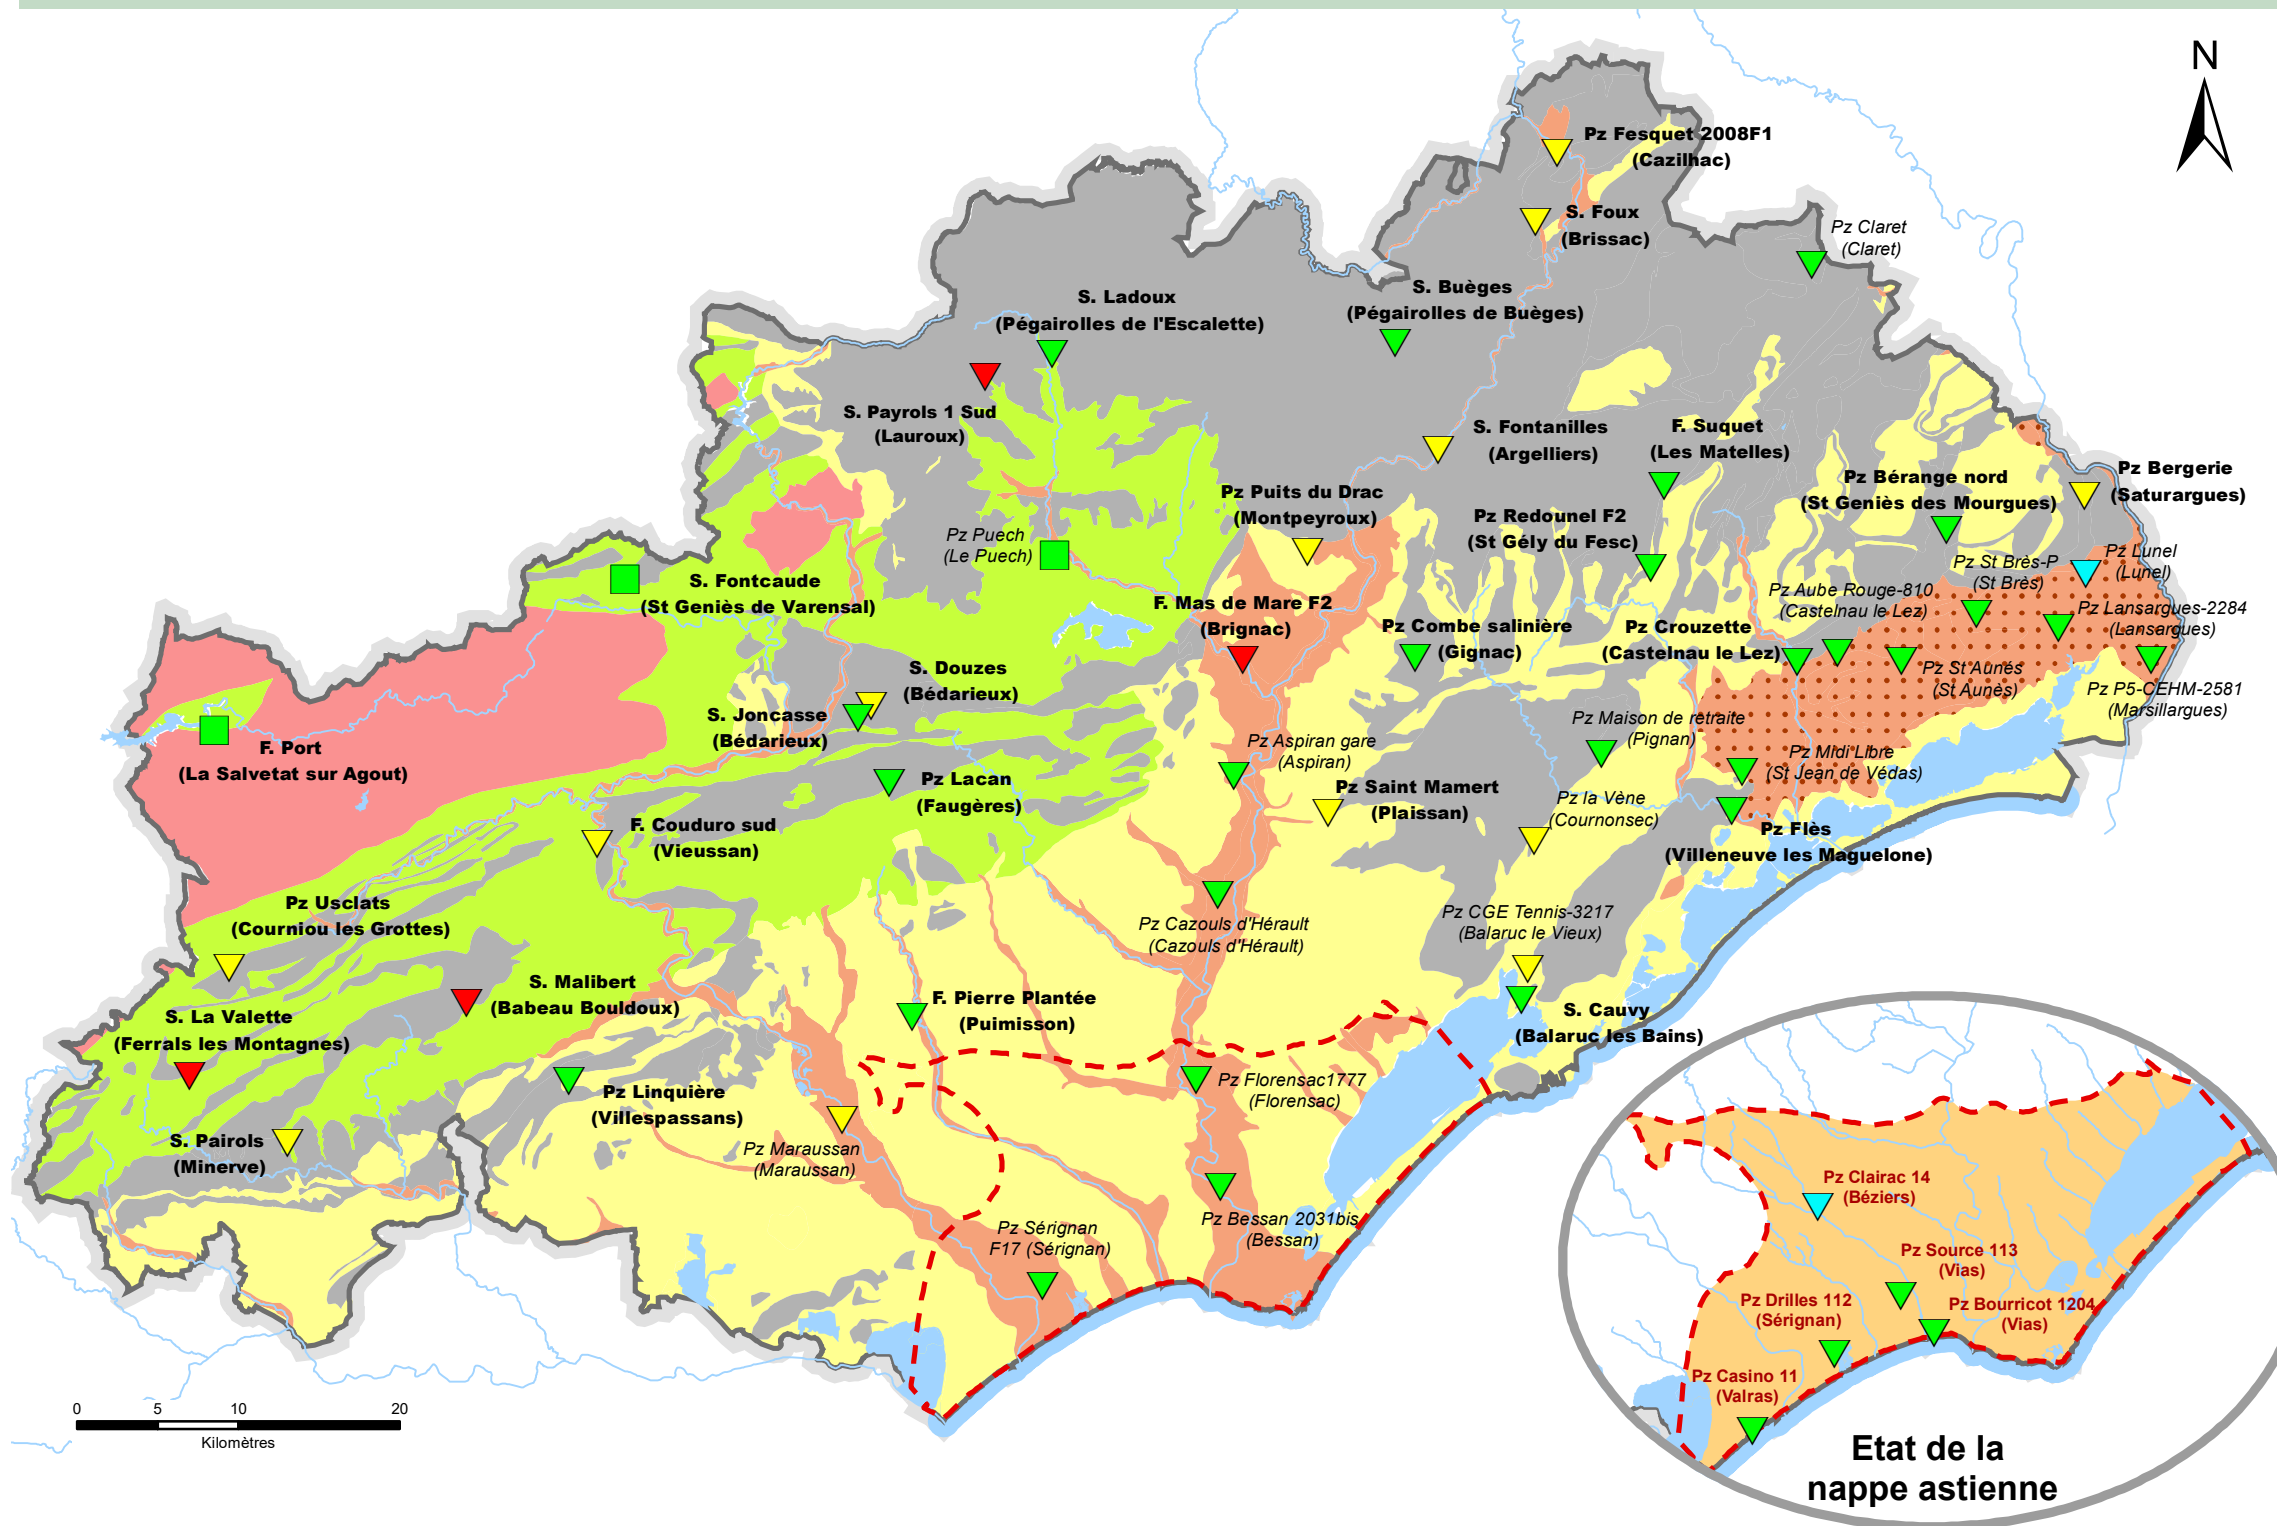 N
Pz Fesquet 2008F1
(Cazilhac)
S. Foux
(Brissac)
Pz Claret
(Claret)
S. Ladoux
(Pégairolles de l'Escalette)
S. Buèges
(Pégairolles de Buèges)
S. Payrols 1 Sud
(Lauroux)
S. Fontanilles
(Argelliers)
F. Suquet
(Les Matelles)
Pz Bérange nord
(St Geniès des Mourgues)
Pz Bergerie
(Saturargues)
Pz Puits du Drac
(Montpeyroux)
Pz Redounel F2
(St Gély du Fesc)
Pz Puech
(Le Puech)
Pz St Brès-P
(St Brès)
Pz Lunel
(Lunel)
S. Fontcaude
(St Geniès de Varensal)
Pz Aube Rouge-810
(Castelnau le Lez)
F. Mas de Mare F2
(Brignac)
Pz Lansargues-2284
(Lansargues)
Pz Combe salinière
(Gignac)
Pz Crouzette
(Castelnau le Lez)
S. Douzes
(Bédarieux)
Pz St Aunés
(St Aunès)
Pz P5-CEHM-2581
(Marsillargues)
S. Joncasse
(Bédarieux)
Pz Maison de retraite
(Pignan)
F. Port
(La Salvetat sur Agout)
Pz Aspiran gare
(Aspiran)
Pz Midi Libre
(St Jean de Védas)
Pz Lacan
(Faugères)
Pz Saint Mamert
(Plaissan)
Pz la Vène
(Cournonsec)
F. Couduro sud
(Vieussan)
Pz Flès
(Villeneuve les Maguelone)
Pz Usclats
(Courniou les Grottes)
Pz Cazouls d'Hérault
(Cazouls d'Hérault)
Pz CGE Tennis-3217
(Balaruc le Vieux)
S. Malibert
(Babeau Bouldoux)
F. Pierre Plantée
(Puimisson)
S. Cauvy
(Balaruc les Bains)
S. La Valette
(Ferrals les Montagnes)
Pz Linquière
(Villespassans)
Pz Florensac1777
(Florensac)
S. Pairols
(Minerve)
Pz Maraussan
(Maraussan)
Pz Sérignan
F17 (Sérignan)
Pz Bessan 2031bis
(Bessan)
Pz Clairac 14
(Béziers)
Pz Source 113
(Vias)
Pz Drilles 112
(Sérignan)
Pz Bourricot 1204
(Vias)
Pz Casino 11
(Valras)
0 5 10 20
Kilomètres
Etat de la
nappe astienne